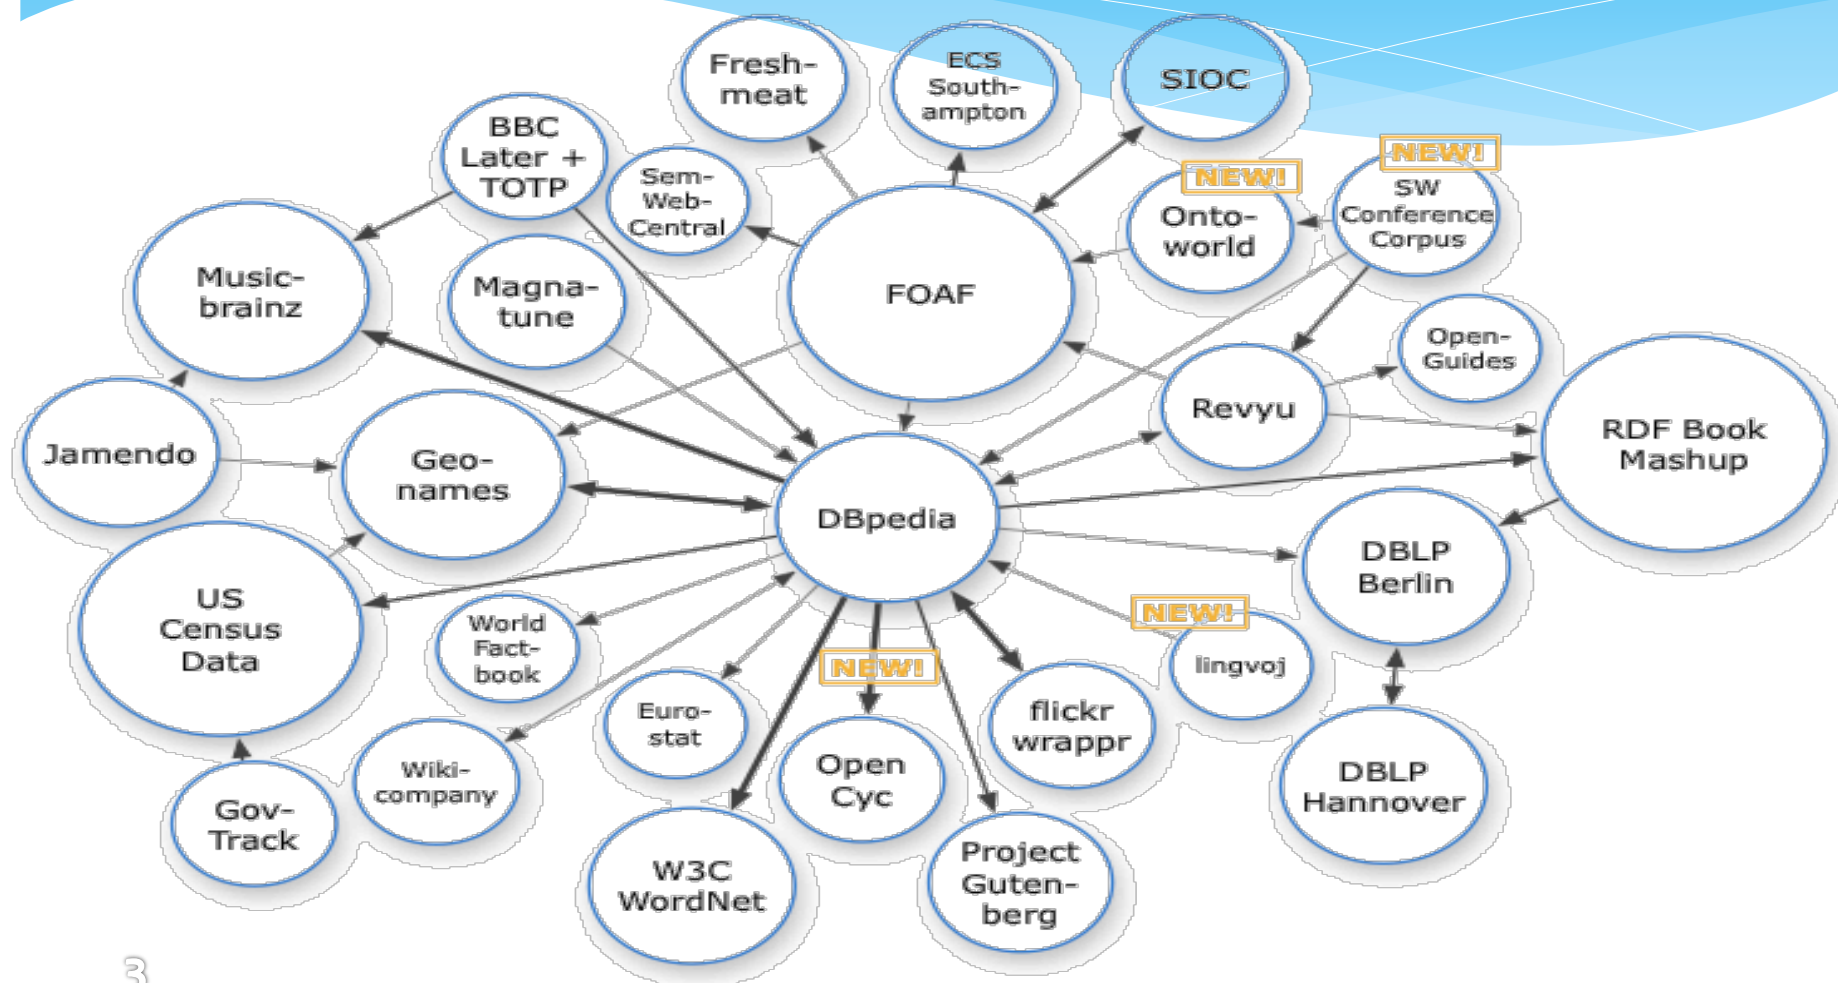 Fresh-
meat
ECS
South-
ampton
SIOC
BBC
Later +
TOTP
Sem-
Web-
Central
NEW!
Onto-
world
NEW!
SW
Conference
Corpus
Music-
brainz
Magna-
tune
FOAF
Open-
Guides
Revyu
RDF Book
Mashup
Jamendo
Geo-
names
DBpedia
DBLP
Berlin
US
Census
Data
World
Fact-
book
NEW!
lingvoj
NEW!
Euro-
stat
flickr
wrappr
Wiki-
company
Open
Cyc
DBLP
Hannover
Gov-
Track
W3C
WordNet
Project
Guten-
berg
3